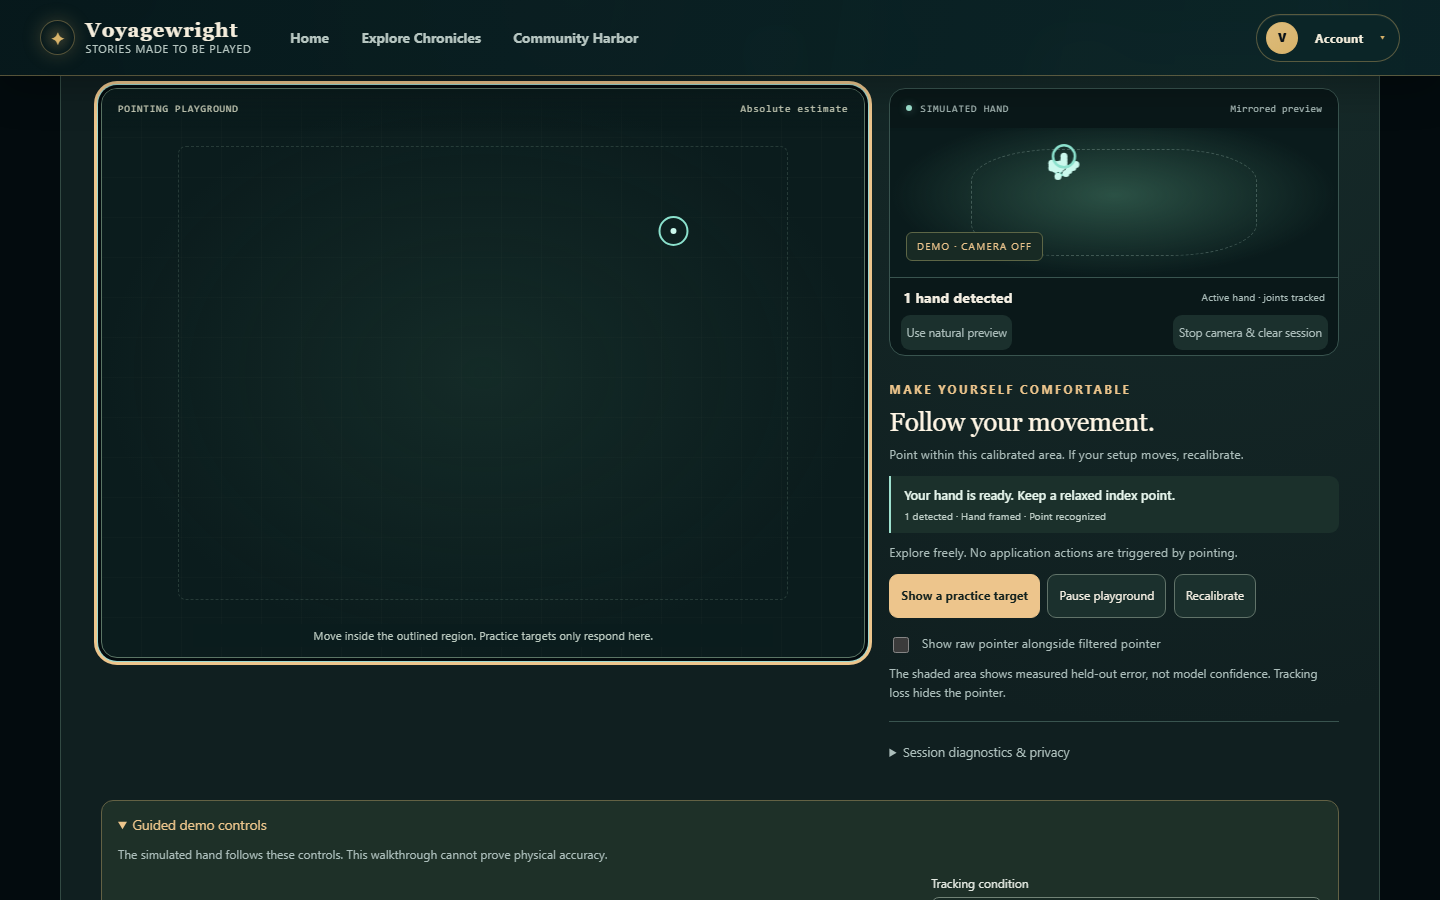 Voyagewright
STORIES MADE TO BE PLAYED
Home
Explore Chronicles
Community Harbor
V
Account
POINTING PLAYGROUND
Absolute estimate
Move inside the outlined region. Practice targets only respond here.
SIMULATED HAND
Mirrored preview
DEMO · CAMERA OFF
1 hand detected
Active hand · joints tracked
Use natural preview
Stop camera & clear session
MAKE YOURSELF COMFORTABLE
Follow your movement.
Point within this calibrated area. If your setup moves, recalibrate.
Your hand is ready. Keep a relaxed index point.
1 detected · Hand framed · Point recognized
Explore freely. No application actions are triggered by pointing.
Show a practice target
Pause playground
Recalibrate
Show raw pointer alongside filtered pointer
The shaded area shows measured held-out error, not model confidence. Tracking
loss hides the pointer.
Session diagnostics & privacy
Guided demo controls
The simulated hand follows these controls. This walkthrough cannot prove physical accuracy.
Tracking condition